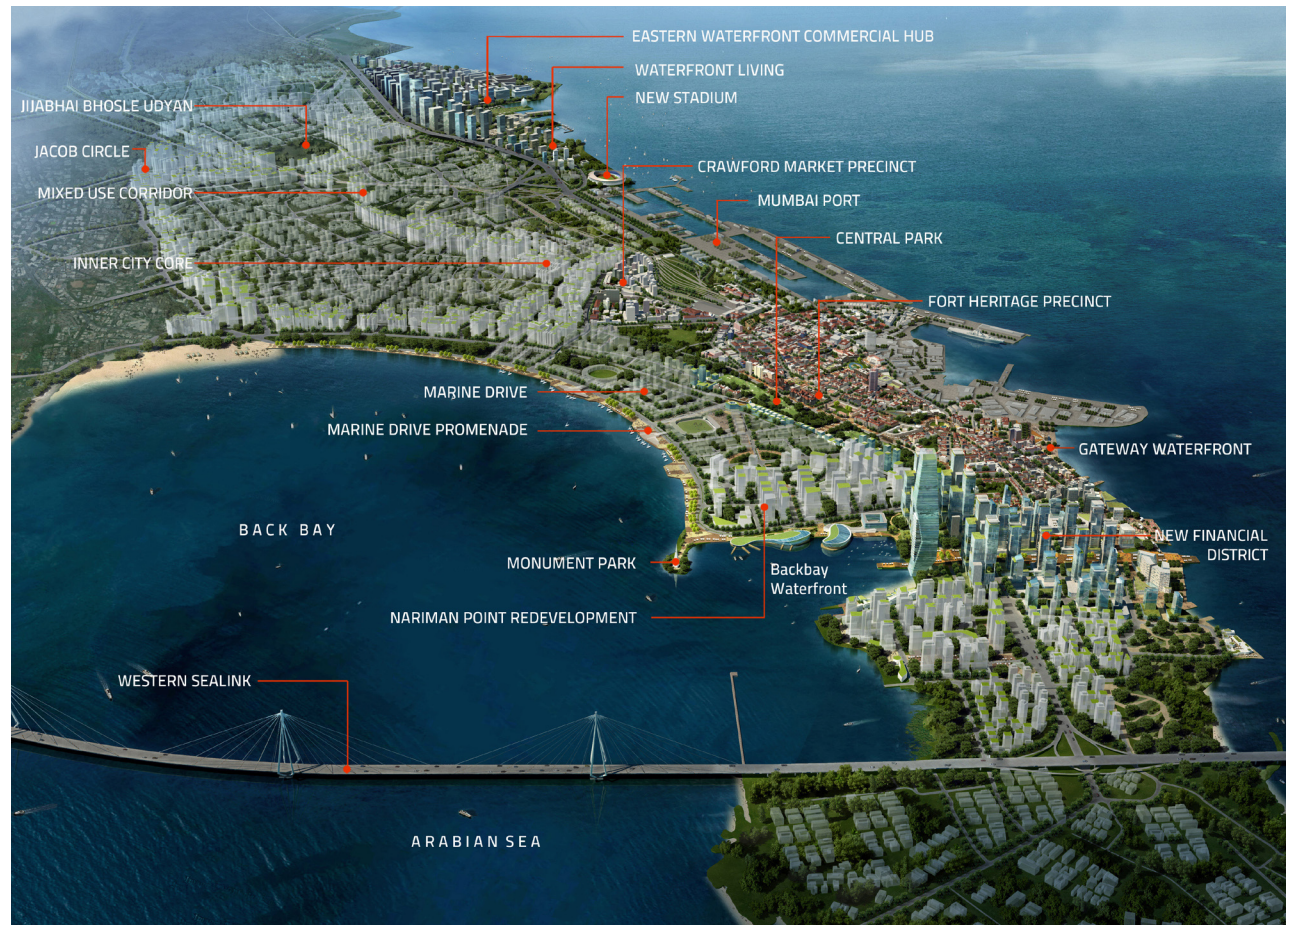 EASTERN WATERFRONT COMMERCIAL HUB
WATERFRONT LIVING
NEW STADIUM
JIJABHAI BHOSLE UDYAN
JACOB CIRCLE
CRAWFORD MARKET PRECINCT
MIXED USE CORRIDOR
MUMBAI PORT
CENTRAL PARK
INNER CITY CORE
FORT HERITAGE PRECINCT
MARINE DRIVE
MARINE DRIVE PROMENADE
GATEWAY WATERFRONT
BACK BAY
NEW FINANCIAL
DISTRICT
MONUMENT PARK
Backbay
Waterfront
NARIMAN POINT REDEVELOPMENT
WESTERN SEALINK
ARABIAN SEA